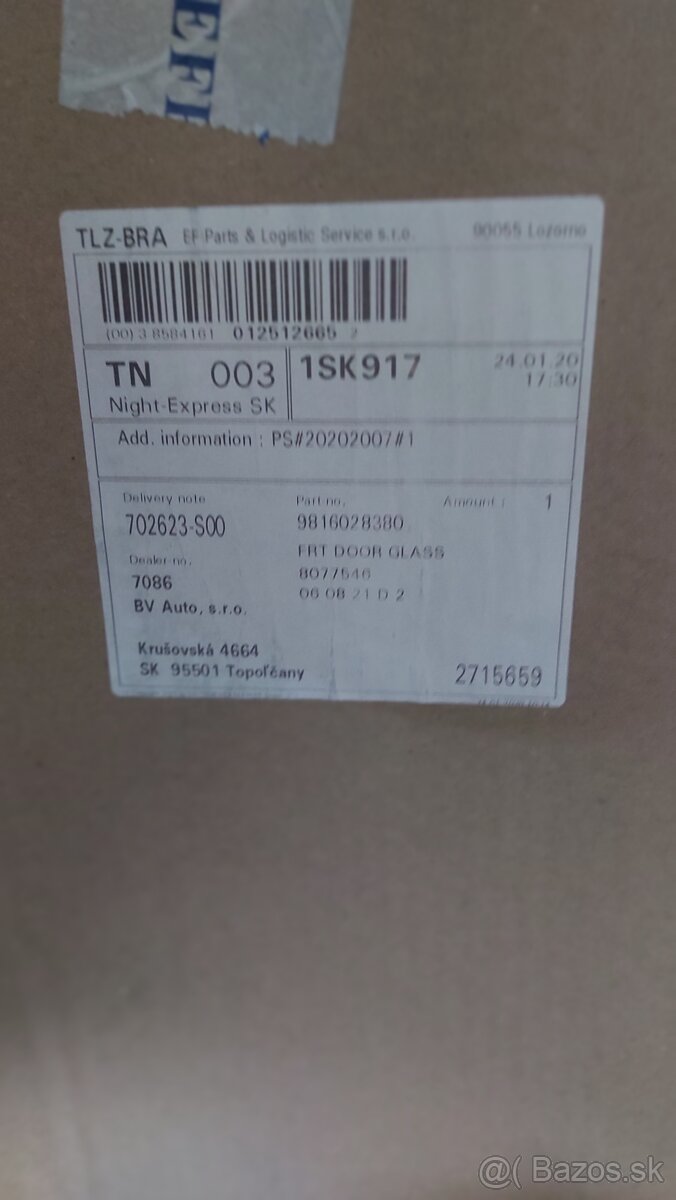 TLZ-BRA EF Parts & Logistic Service s.r.o. 90055 Lozorno
(00) 3 8584161 012512665 2
TN 003 1SK917 24.01.20
17:30
Night-Express SK
Add. information : PS#20202007#1
Delivery note Part-no. Amount : 1
702623-S00 9816028380
FRT DOOR GLASS
Dealer-no. 8077546
7086 06 08 21 D 2
BV Auto, s.r.o.
Krušovská 4664
SK 95501 Topoľčany 2715659
@( Bazos.sk